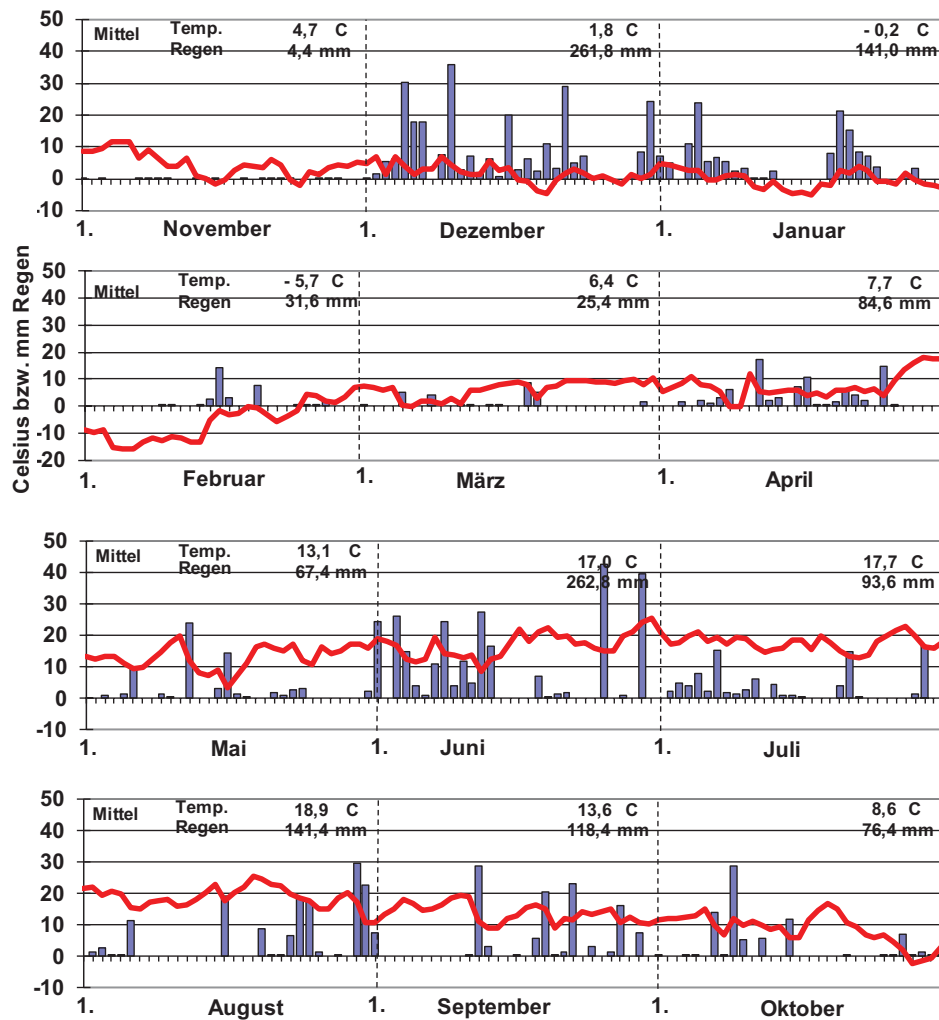 Celsius bzw. mm Regen
50
40
30
20
10
0
-10
Mittel Temp. 4,7 C 1,8 C - 0,2 C
Regen 4,4 mm 261,8 mm 141,0 mm
1. November 1. Dezember 1. Januar
50
40
30
20
10
0
-10
-20
Mittel Temp. - 5,7 C 6,4 C 7,7 C
Regen 31,6 mm 25,4 mm 84,6 mm
1. Februar 1. März 1. April
50
40
30
20
10
0
-10
Mittel Temp. 13,1 C 17,0 C 17,7 C
Regen 67,4 mm 262,8 mm 93,6 mm
1. Mai 1. Juni 1. Juli
50
40
30
20
10
0
-10
Mittel Temp. 18,9 C 13,6 C 8,6 C
Regen 141,4 mm 118,4 mm 76,4 mm
1. August 1. September 1. Oktober